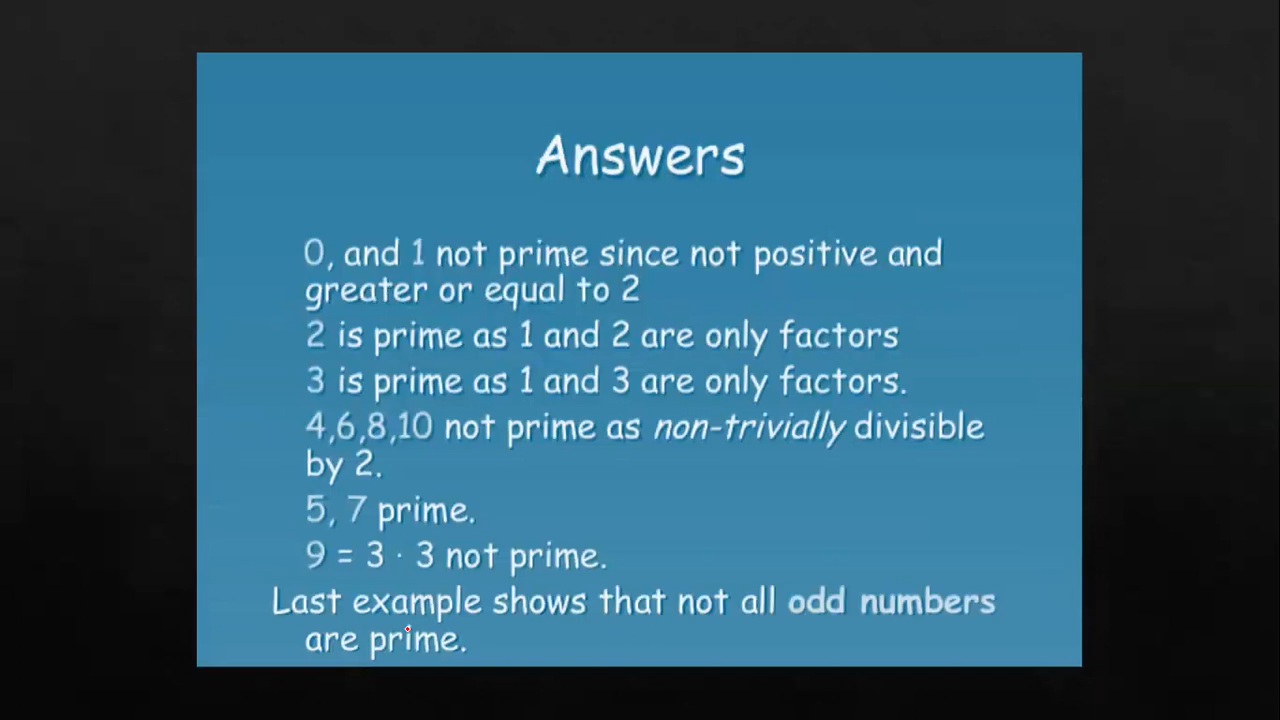 Answers
0, and 1 not prime since not positive and
greater or equal to 2
2 is prime as 1 and 2 are only factors
3 is prime as 1 and 3 are only factors.
4,6,8,10 not prime as non-trivially divisible
by 2.
5, 7 prime.
9 = 3 · 3 not prime.
Last example shows that not all odd numbers
are prime.